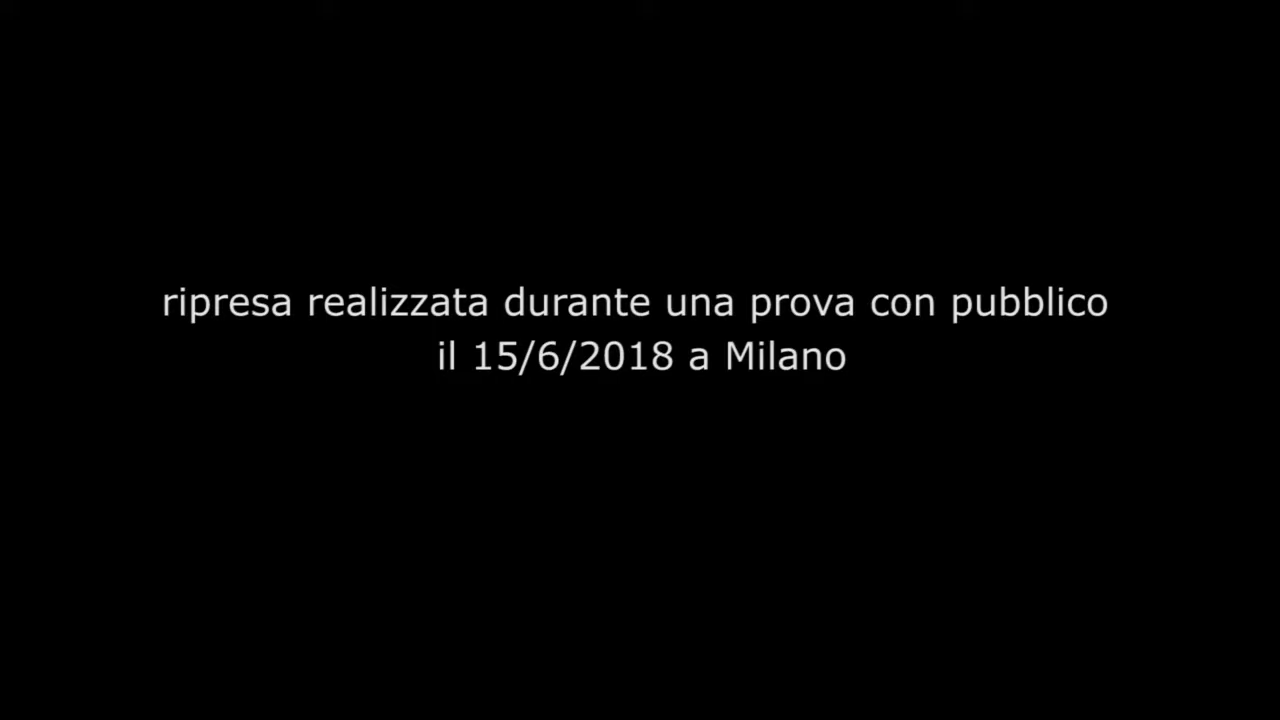 ripresa realizzata durante una prova con pubblico
il 15/6/2018 a Milano